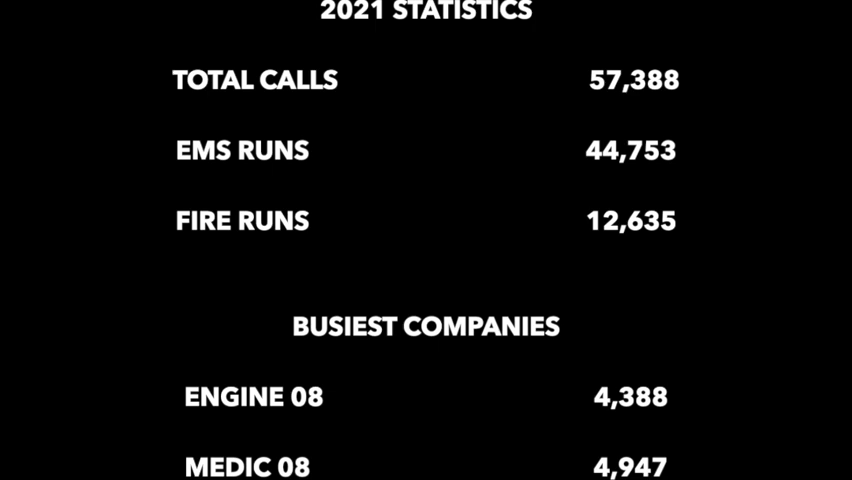 2021 STATISTICS
TOTAL CALLS 57,388
EMS RUNS 44,753
FIRE RUNS 12,635
BUSIEST COMPANIES
ENGINE 08 4,388
MEDIC 08 4,947